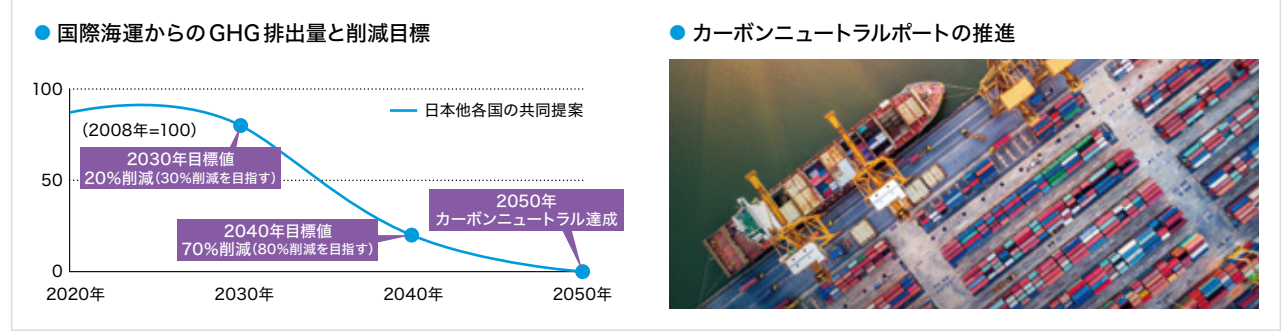 ● 国際海運からのGHG排出量と削減目標
100
50
0
(2008年=100)
日本他各国の共同提案
2030年目標値
20%削減(30%削減を目指す)
2040年目標値
70%削減(80%削減を目指す)
2050年
カーボンニュートラル達成
2020年
2030年
2040年
2050年
● カーボンニュートラルポートの推進